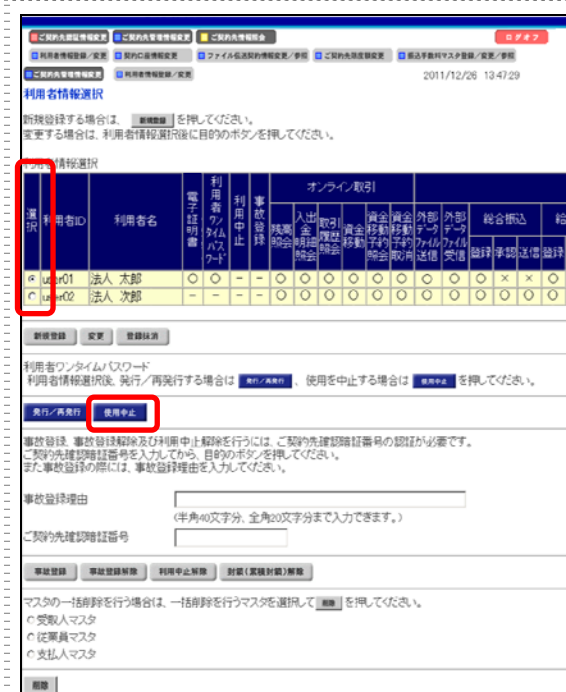 ご契約先認証情報変更 ご契約先管理情報変更 ご契約先情報照会 ログオフ
利用者情報登録/変更 契約口座情報変更 ファイル伝送契約情報変更/参照 ご契約先限度額変更 振込手数料マスタ登録/変更/参照
ご契約先管理情報変更 利用者情報登録/変更 2011/12/26 13:47:29
利用者情報選択
新規登録する場合は、 新規登録 を押してください。
変更する場合は、利用者情報選択後に目的のボタンを押してください。
利用者情報選択
選択 利用者ID 利用者名 電子証明書 利用者ワンタイムパスワード 利用中止 事故登録 オンライン取引
残高照会 入出金明細照会 取引履歴照会 資金移動 資金移動予約照会 資金移動予約取消 外部データファイル送信 外部データファイル受信 総合振込 給
登録 承認 送信 登録
user01 法人 太郎 ○ ○ － － ○ ○ ○ ○ ○ ○ ○ ○ ○ × × ○
user02 法人 次郎 － － － － ○ ○ ○ ○ ○ ○ ○ ○ ○ ○ ○ ○
新規登録 変更 登録抹消
利用者ワンタイムパスワード
利用者情報選択後、発行/再発行する場合は 発行/再発行 、使用を中止する場合は 使用中止 を押してください。
発行/再発行 使用中止
事故登録、事故登録解除及び利用中止解除を行うには、ご契約先確認暗証番号の認証が必要です。
ご契約先確認暗証番号を入力してから、目的のボタンを押してください。
また事故登録の際には、事故登録理由を入力してください。
事故登録理由
(半角40文字分、全角20文字分まで入力できます。)
ご契約先確認暗証番号
事故登録 事故登録解除 利用中止解除 封鎖(累積封鎖)解除
マスタの一括削除を行う場合は、一括削除を行うマスタを選択して 削除 を押してください。
受取人マスタ
従業員マスタ
支払人マスタ
削除